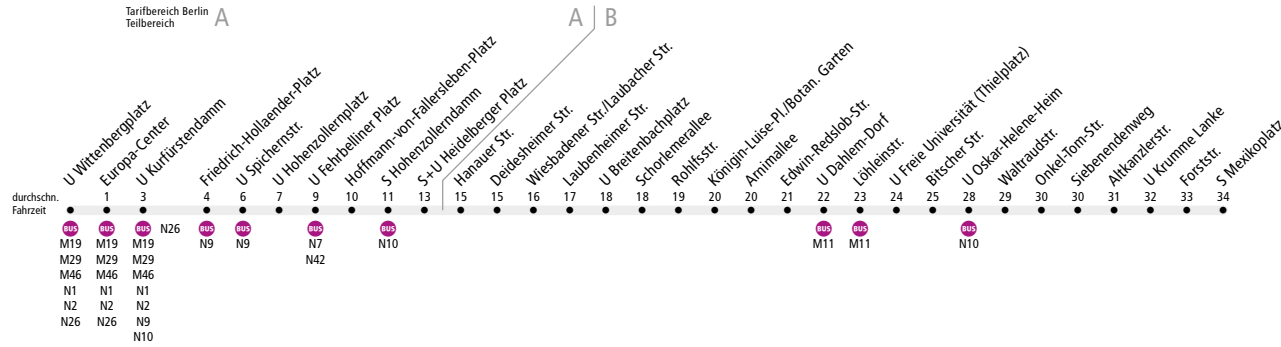 Tarifbereich Berlin
Teilbereich
A
A
B
U Wittenbergplatz
Europa-Center
U Kurfürstendamm
Friedrich-Hollaender-Platz
U Spichernstr.
U Hohenzollernplatz
U Fehrbelliner Platz
Hoffmann-von-Fallersleben-Platz
S Hohenzollerndamm
S+U Heidelberger Platz
Hanauer Str.
Deidesheimer Str.
Wiesbadener Str./Laubacher Str.
Laubenheimer Str.
U Breitenbachplatz
Schorlemerallee
Rohlfsstr.
Königin-Luise-Pl./Botan. Garten
Arnimallee
Edwin-Redslob-Str.
U Dahlem-Dorf
Löhleinstr.
U Freie Universität (Thielplatz)
Bitscher Str.
U Oskar-Helene-Heim
Waltraudstr.
Onkel-Tom-Str.
Siebenendenweg
Altkanzlerstr.
U Krumme Lanke
Forststr.
S Mexikoplatz
durchschn. 1 3 4 6 7 9 10 11 13 15 15 16 17 18 18 19 20 20 21 22 23 24 25 28 29 30 30 31 32 33 34
Fahrzeit
BUS BUS BUS N26 BUS BUS BUS BUS BUS BUS BUS
M19 M19 M19 N9 N9 N7 N10 M11 M11 N10
M29 M29 M29 N42
M46 M46 M46
N1 N1 N1
N2 N2 N2
N26 N26 N9
N10